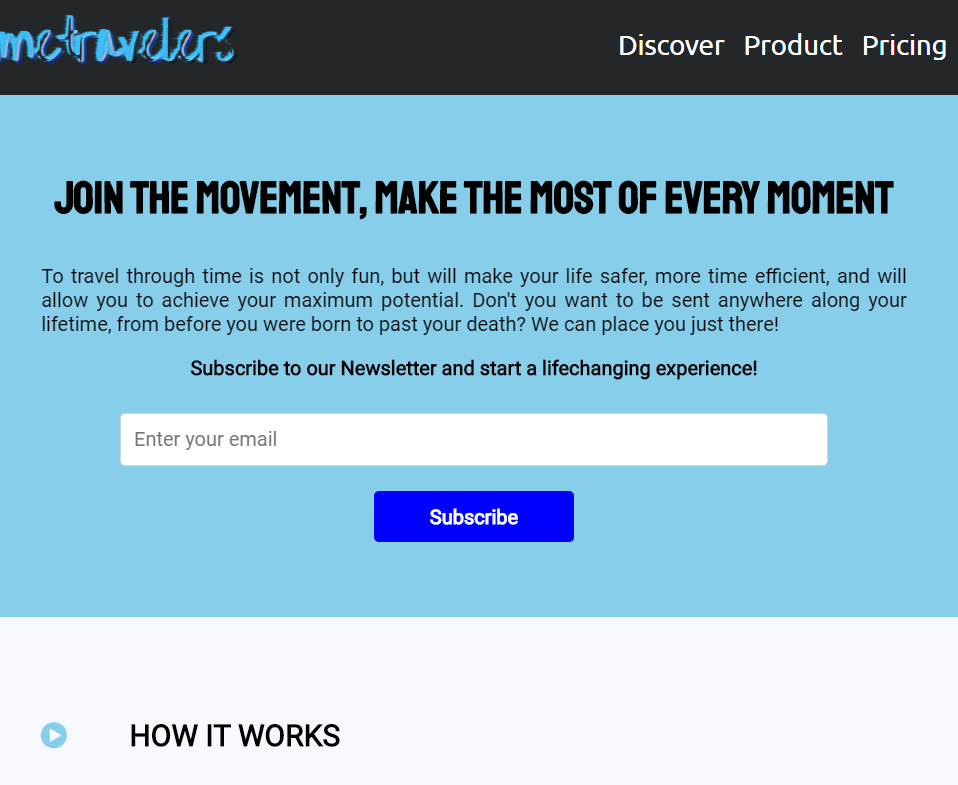 metravelers
Discover Product Pricing
JOIN THE MOVEMENT, MAKE THE MOST OF EVERY MOMENT
To travel through time is not only fun, but will make your life safer, more time efficient, and will
allow you to achieve your maximum potential. Don't you want to be sent anywhere along your
lifetime, from before you were born to past your death? We can place you just there!
Subscribe to our Newsletter and start a lifechanging experience!
Enter your email
Subscribe
HOW IT WORKS